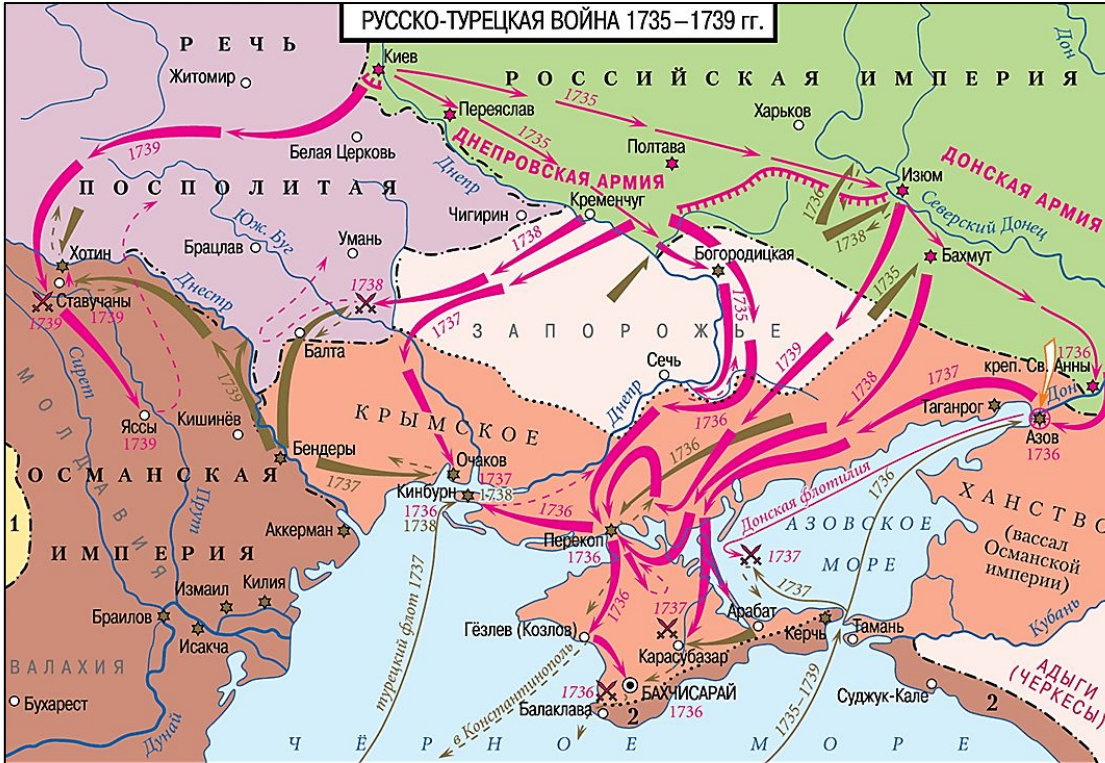 РУССКО-ТУРЕЦКАЯ ВОЙНА 1735–1739 гг.
РЕЧЬ
ПОСПОЛИТАЯ
РОССИЙСКАЯ ИМПЕРИЯ
Житомир
Киев
Переяслав
1735
1735
Харьков
Дон
Белая Церковь
Полтава
ДНЕПРОВСКАЯ АРМИЯ
ДОНСКАЯ АРМИЯ
1739
Днепр
Изюм
Северский Донец
1736
1738
Чигирин
Кременчуг
Юж. Буг
Умань
Брацлав
1738
Богородицкая
Бахмут
1735
Хотин
Днестр
Ставучаны
1739
1739
1738
1737
ЗАПОРОЖЬЕ
1735
1739
1738
Балта
Сечь
Днепр
1736
1736
креп. Св. Анны
Дон
1737
Таганрог
Азов
1736
1739
Сирет
МОЛДАВИЯ
Яссы
1739
Кишинёв
КРЫМСКОЕ
ХАНСТВО
(вассал
Османской
империи)
ОСМАНСКАЯ
ИМПЕРИЯ
Прут
Бендеры
1737
Очаков
1737
1738
Кинбурн
1736
1738
1736
1736
Донская флотилия
1736
АЗОВСКОЕ
МОРЕ
1
Аккерман
Перекоп
1736
1737
1737
1736
1737
Измаил
Килия
Браилов
Исакча
Гёзлев (Козлов)
Арабат
Керчь
Тамань
Кубань
Карасубазар
ВАЛАХИЯ
Бухарест
Дунай
турецкий флот 1737
в Константинополь
1736
БАХЧИСАРАЙ
1736
Балаклава
2
1735–1739
Суджук-Кале
2
АДЫГИ
(ЧЕРКЕСЫ)
ЧЁРНОЕ МОРЕ